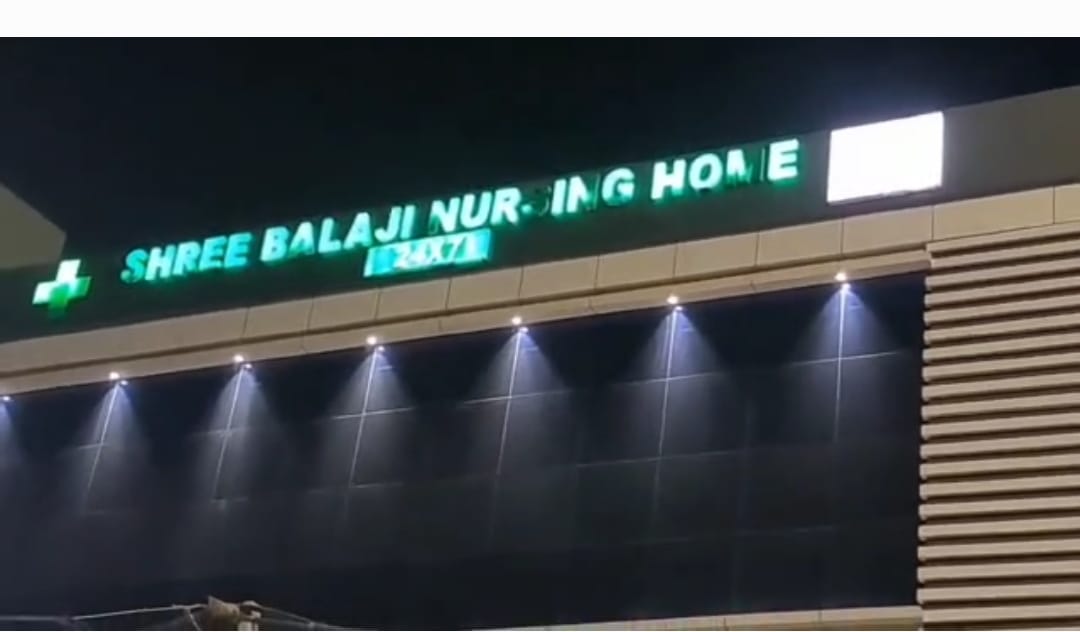 SHREE BALAJI NURSING HOME
24X7